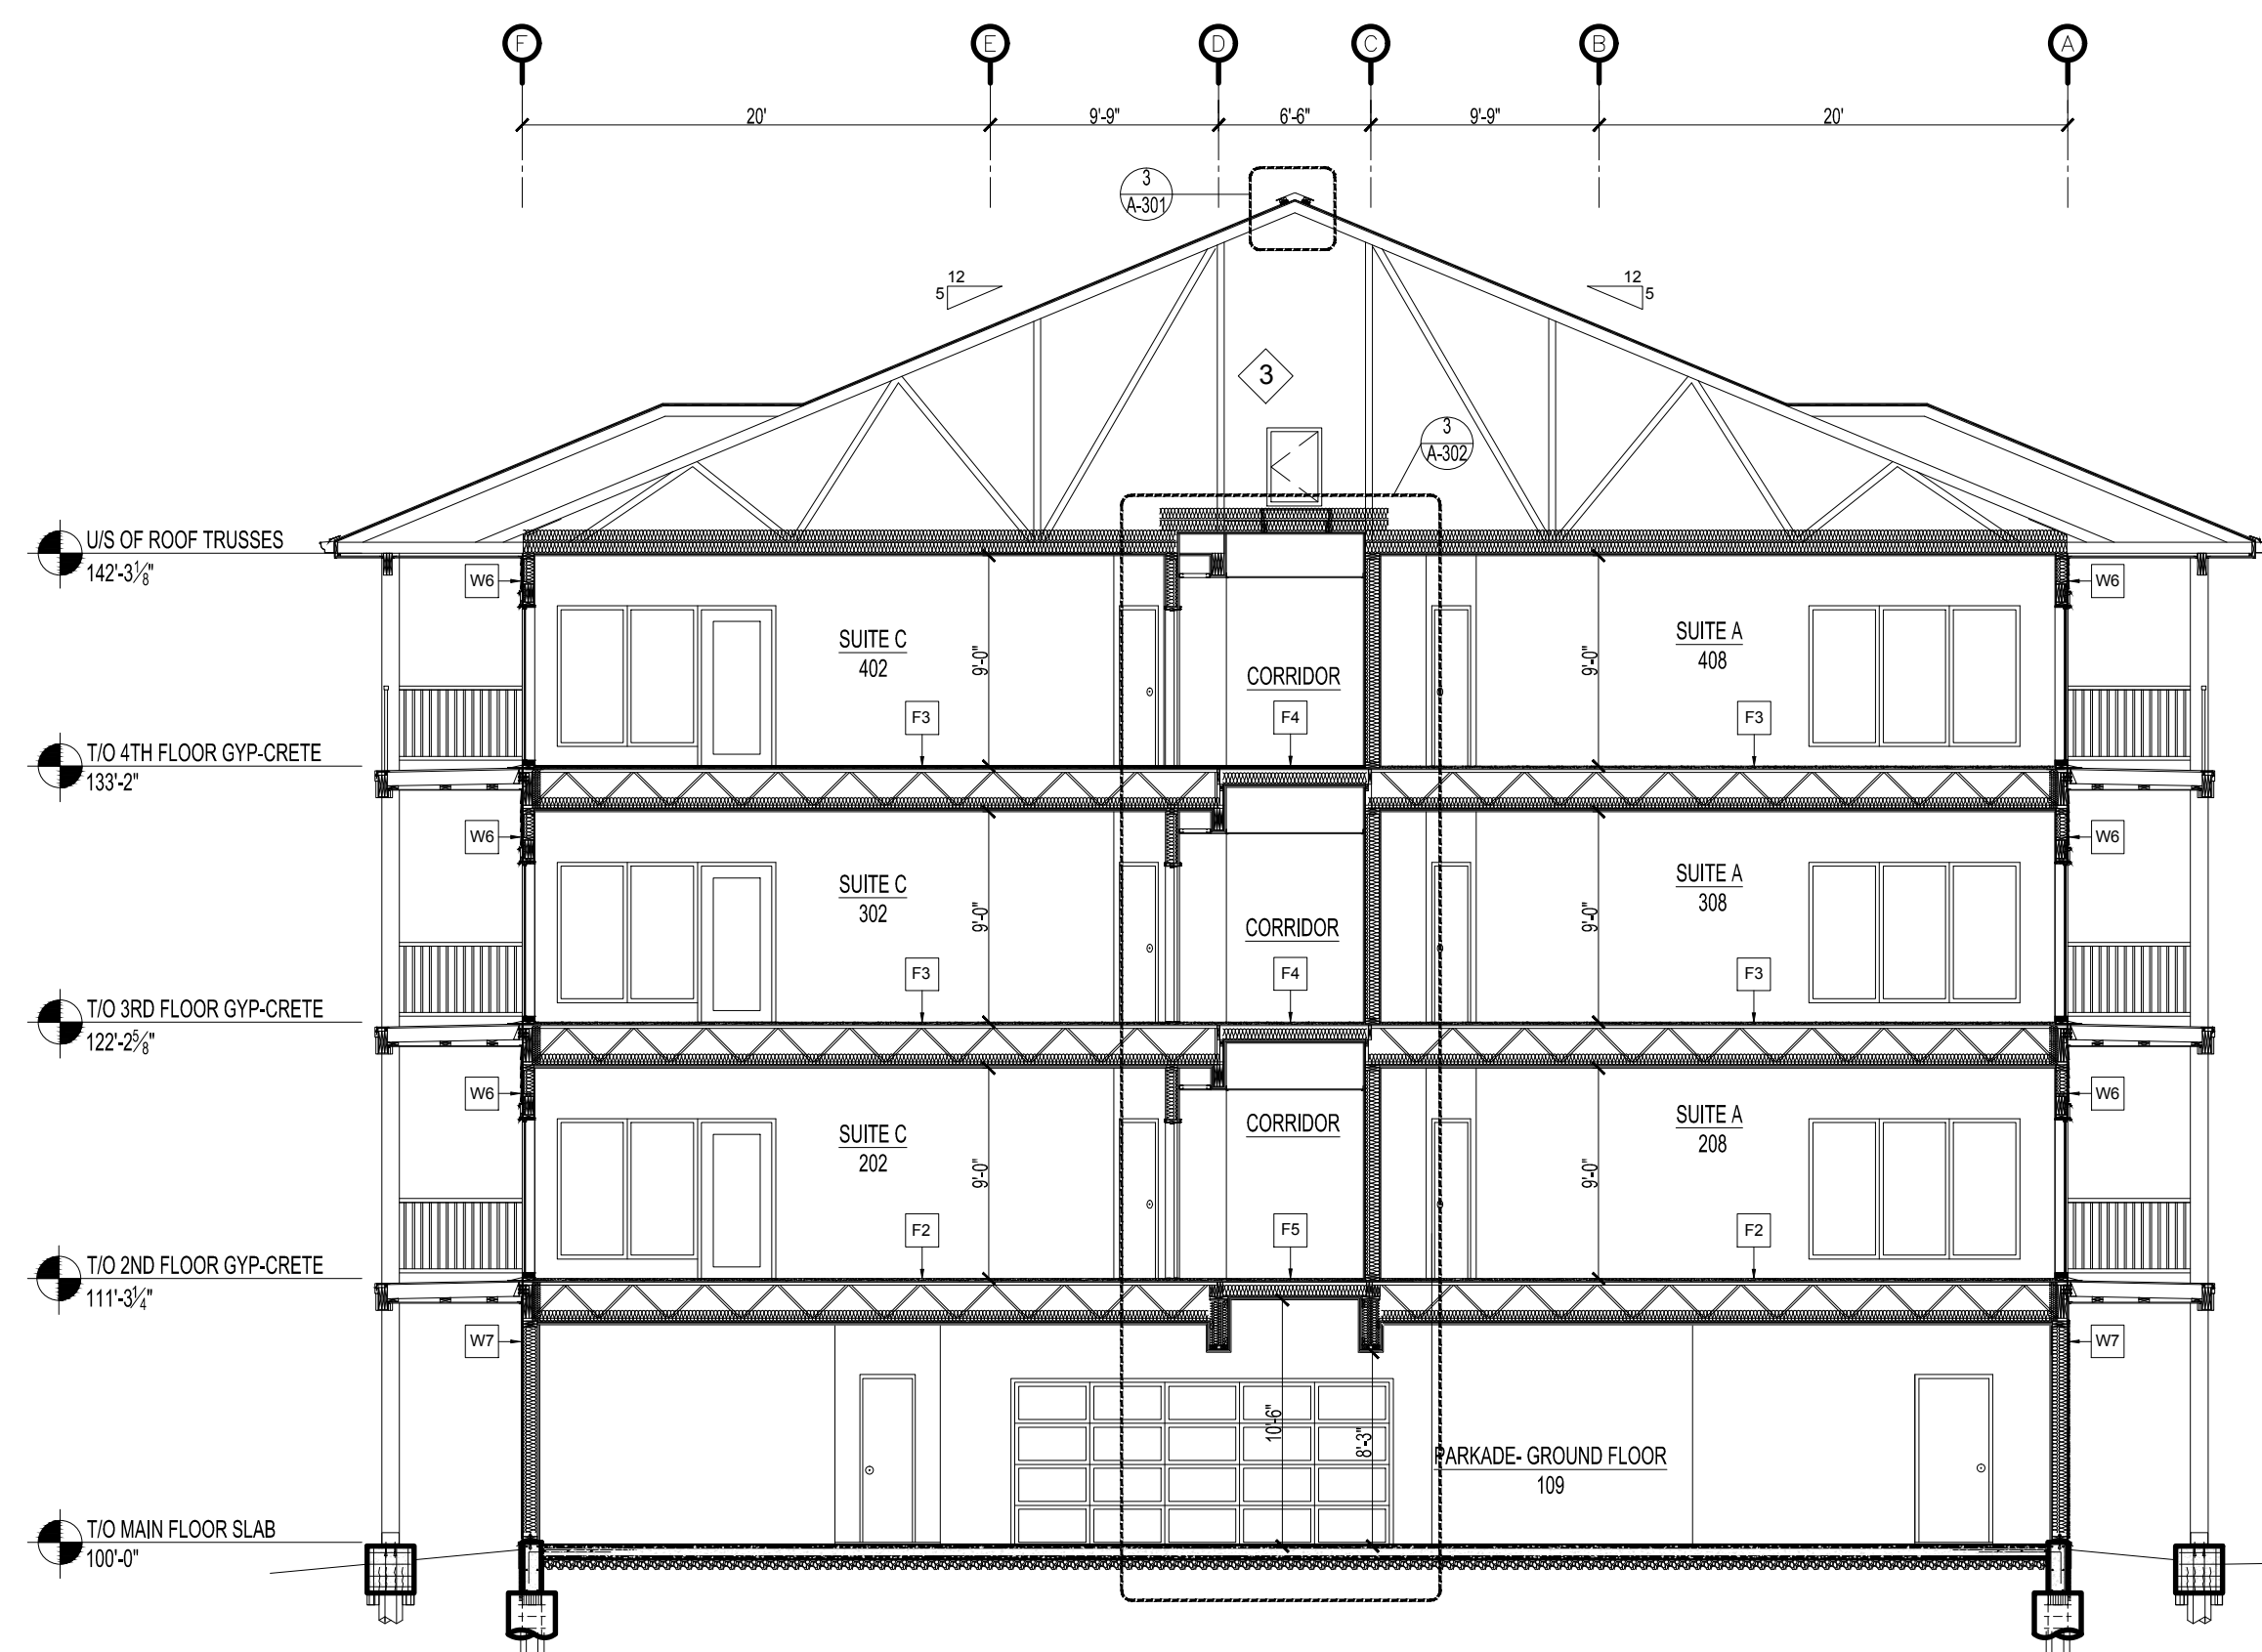 F E D C B A
20' 9'-9" 6'-6" 9'-9" 20'
3
A-301
12 12
5 5
3
3
A-302
U/S OF ROOF TRUSSES
142'-3⅛"
W6 W6
SUITE C
402
9'-0"
CORRIDOR
9'-0"
SUITE A
408
F3 F4 F3
T/O 4TH FLOOR GYP-CRETE
133'-2"
W6 W6
SUITE C
302
9'-0"
CORRIDOR
9'-0"
SUITE A
308
F3 F4 F3
T/O 3RD FLOOR GYP-CRETE
122'-2⅝"
W6 W6
SUITE C
202
9'-0"
CORRIDOR
9'-0"
SUITE A
208
F2 F5 F2
T/O 2ND FLOOR GYP-CRETE
111'-3¼"
W7 W7
10'-6"
8'-3"
PARKADE- GROUND FLOOR
109
T/O MAIN FLOOR SLAB
100'-0"